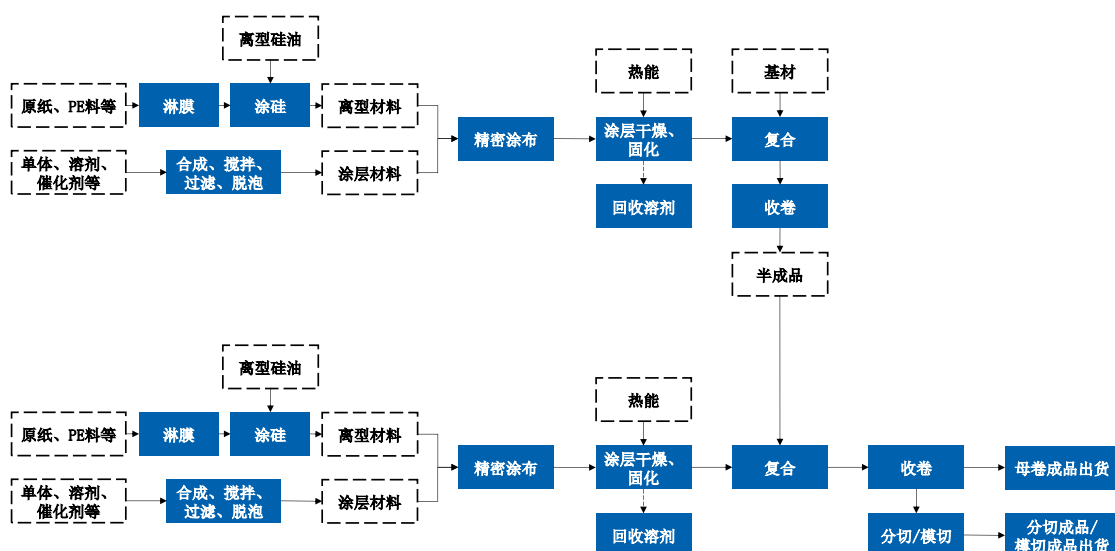 离型硅油
热能
基材
原纸、PE料等
淋膜
涂硅
离型材料
精密涂布
涂层干燥、
固化
复合
单体、溶剂、
催化剂等
合成、搅拌、
过滤、脱泡
涂层材料
回收溶剂
收卷
半成品
离型硅油
热能
原纸、PE料等
淋膜
涂硅
离型材料
精密涂布
涂层干燥、
固化
复合
收卷
母卷成品出货
单体、溶剂、
催化剂等
合成、搅拌、
过滤、脱泡
涂层材料
回收溶剂
分切/模切
分切成品/
模切成品出货